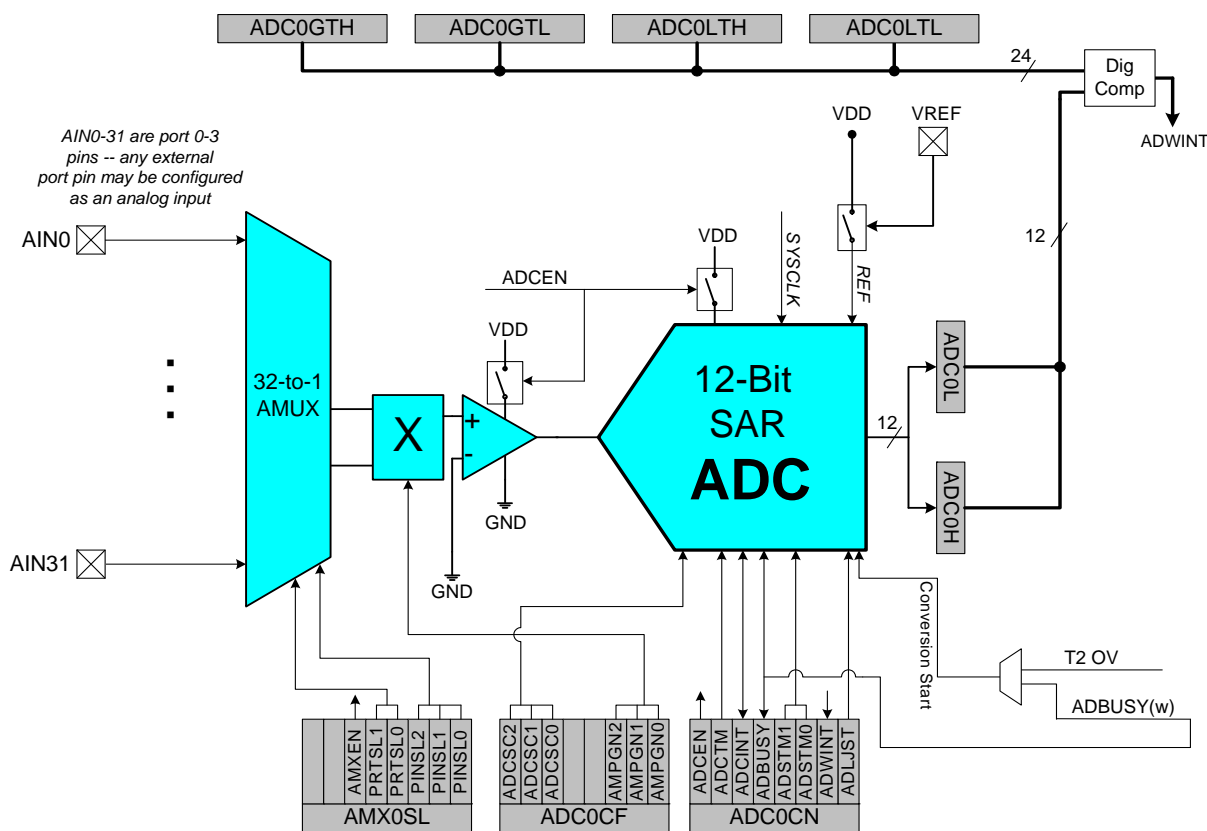 ADC0GTH
ADC0GTL
ADC0LTH
ADC0LTL
24
Dig
Comp
ADWINT
AIN0-31 are port 0-3
pins -- any external
port pin may be configured
as an analog input
VDD
VREF
AIN0
12
VDD
SYSCLK
REF
ADCEN
VDD
32-to-1
AMUX
X
+
-
12-Bit
SAR
ADC
12
ADC0L
ADC0H
GND
GND
AIN31
Conversion Start
T2 OV
ADBUSY(w)
AMXEN
PRTSL1
PRTSL0
PINSL2
PINSL1
PINSL0
AMX0SL
ADCSC2
ADCSC1
ADCSC0
AMPGN2
AMPGN1
AMPGN0
ADC0CF
ADCEN
ADCTM
ADCINT
ADBUSY
ADSTM1
ADSTM0
ADWINT
ADLJST
ADC0CN